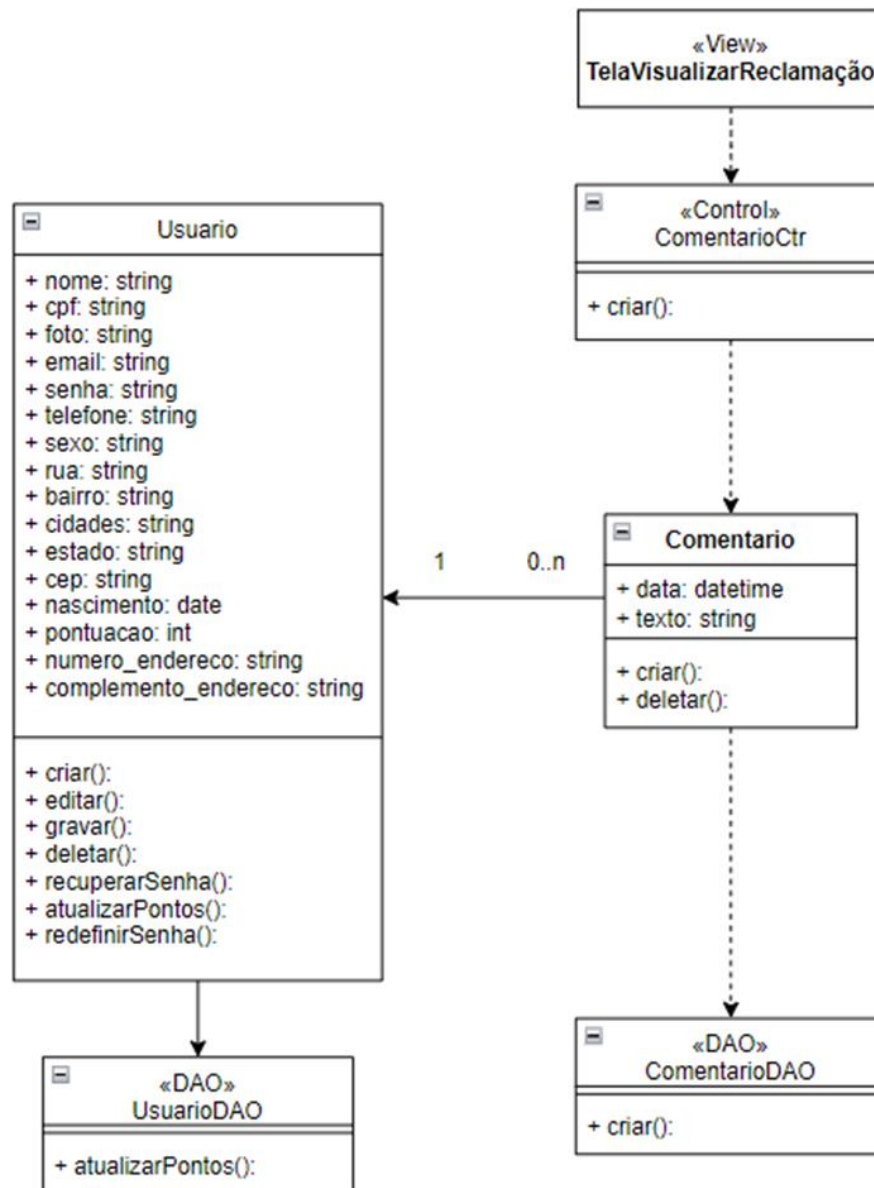 «View»
TelaVisualizarReclamação
«Control»
ComentarioCtr
+ criar():
Usuario
+ nome: string
+ cpf: string
+ foto: string
+ email: string
+ senha: string
+ telefone: string
+ sexo: string
+ rua: string
+ bairro: string
+ cidades: string
+ estado: string
+ cep: string
+ nascimento: date
+ pontuacao: int
+ numero_endereco: string
+ complemento_endereco: string
+ criar():
+ editar():
+ gravar():
+ deletar():
+ recuperarSenha():
+ atualizarPontos():
+ redefinirSenha():
1
0..n
Comentario
+ data: datetime
+ texto: string
+ criar():
+ deletar():
«DAO»
UsuarioDAO
+ atualizarPontos():
«DAO»
ComentarioDAO
+ criar():